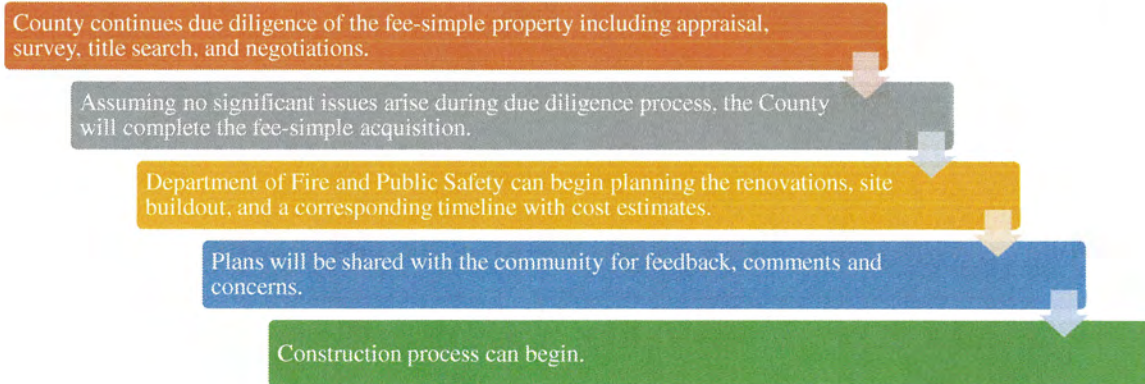 County continues due diligence of the fee-simple property including appraisal,
survey, title search, and negotiations.
Assuming no significant issues arise during due diligence process, the County
will complete the fee-simple acquisition.
Department of Fire and Public Safety can begin planning the renovations, site
buildout, and a corresponding timeline with cost estimates.
Plans will be shared with the community for feedback, comments and
concerns.
Construction process can begin.